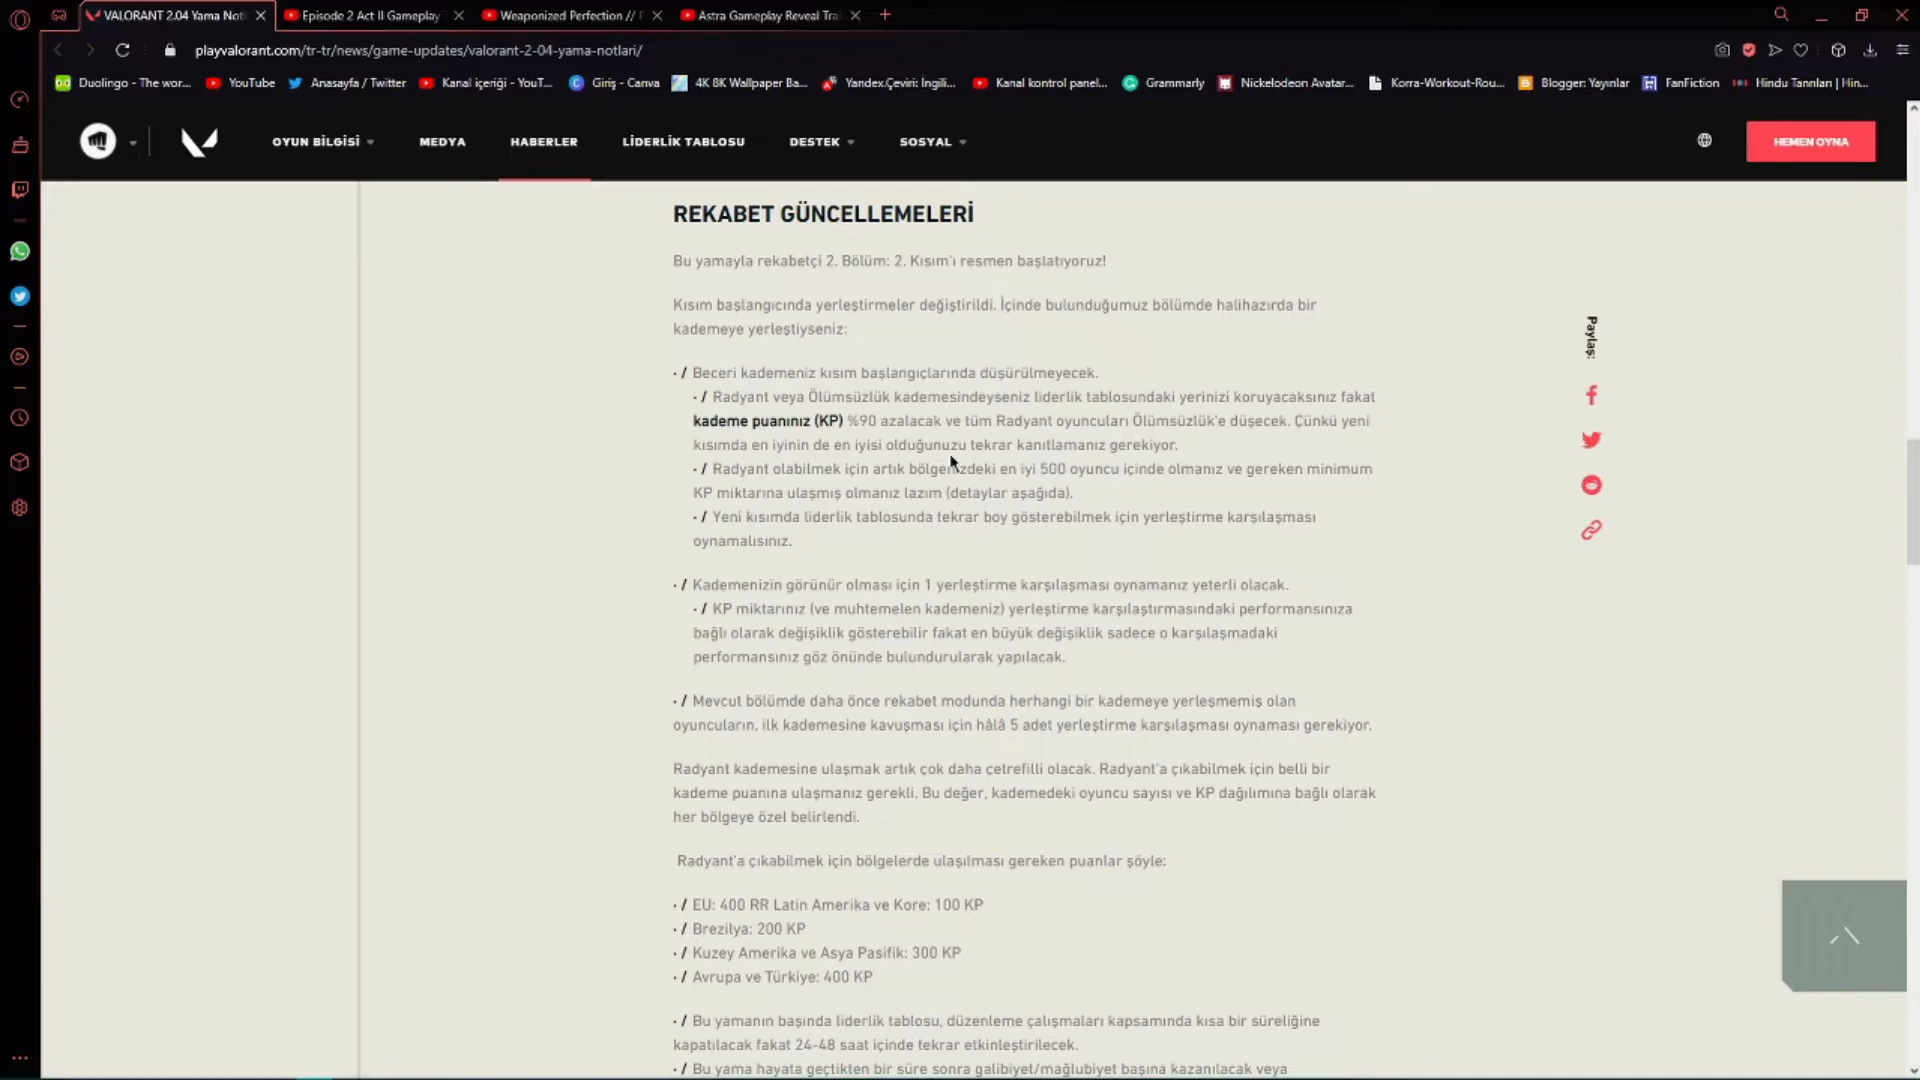 VALORANT 2.04 Yama Notl
Episode 2 Act II Gameplay
Weaponized Perfection //
Astra Gameplay Reveal Tra
playvalorant.com/tr-tr/news/game-updates/valorant-2-04-yama-notlari/
Duolingo - The wor...
YouTube
Anasayfa / Twitter
Kanal içeriği - YouT...
Giriş - Canva
4K 8K Wallpaper Ba...
Yandex.Çeviri: İngili...
Kanal kontrol panel...
Grammarly
Nickelodeon Avatar...
Korra-Workout-Rou...
Blogger: Yayınlar
FanFiction
Hindu Tanrıları | Hin...
OYUN BİLGİSİ
MEDYA
HABERLER
LİDERLİK TABLOSU
DESTEK
SOSYAL
HEMEN OYNA
REKABET GÜNCELLEMELERİ
Bu yamayla rekabetçi 2. Bölüm: 2. Kısım'ı resmen başlatıyoruz!
Kısım başlangıcında yerleştirmeler değiştirildi. İçinde bulunduğumuz bölümde halihazırda bir
kademeye yerleştiyseniz:
· / Beceri kademeniz kısım başlangıçlarında düşürülmeyecek.
· / Radyant veya Ölümsüzlük kademesindeyseniz liderlik tablosundaki yerinizi koruyacaksınız fakat
kademe puanınız (KP) %90 azalacak ve tüm Radyant oyuncuları Ölümsüzlük'e düşecek. Çünkü yeni
kısımda en iyinin de en iyisi olduğunuzu tekrar kanıtlamanız gerekiyor.
· / Radyant olabilmek için artık bölgenizdeki en iyi 500 oyuncu içinde olmanız ve gereken minimum
KP miktarına ulaşmış olmanız lazım (detaylar aşağıda).
· / Yeni kısımda liderlik tablosunda tekrar boy gösterebilmek için yerleştirme karşılaşması
oynamalısınız.
· / Kademenizin görünür olması için 1 yerleştirme karşılaşması oynamanız yeterli olacak.
· / KP miktarınız (ve muhtemelen kademeniz) yerleştirme karşılaştırmasındaki performansınıza
bağlı olarak değişiklik gösterebilir fakat en büyük değişiklik sadece o karşılaşmadaki
performansınız göz önünde bulundurularak yapılacak.
· / Mevcut bölümde daha önce rekabet modunda herhangi bir kademeye yerleşmemiş olan
oyuncuların, ilk kademesine kavuşması için hâlâ 5 adet yerleştirme karşılaşması oynaması gerekiyor.
Radyant kademesine ulaşmak artık çok daha çetrefilli olacak. Radyant'a çıkabilmek için belli bir
kademe puanına ulaşmanız gerekli. Bu değer, kademedeki oyuncu sayısı ve KP dağılımına bağlı olarak
her bölgeye özel belirlendi.
Radyant'a çıkabilmek için bölgelerde ulaşılması gereken puanlar şöyle:
· / EU: 400 RR Latin Amerika ve Kore: 100 KP
· / Brezilya: 200 KP
· / Kuzey Amerika ve Asya Pasifik: 300 KP
· / Avrupa ve Türkiye: 400 KP
· / Bu yamanın başında liderlik tablosu, düzenleme çalışmaları kapsamında kısa bir süreliğine
kapatılacak fakat 24-48 saat içinde tekrar etkinleştirilecek.
· / Bu yama hayata geçtikten bir süre sonra galibiyet/mağlubiyet başına kazanılacak veya
Paylaş: